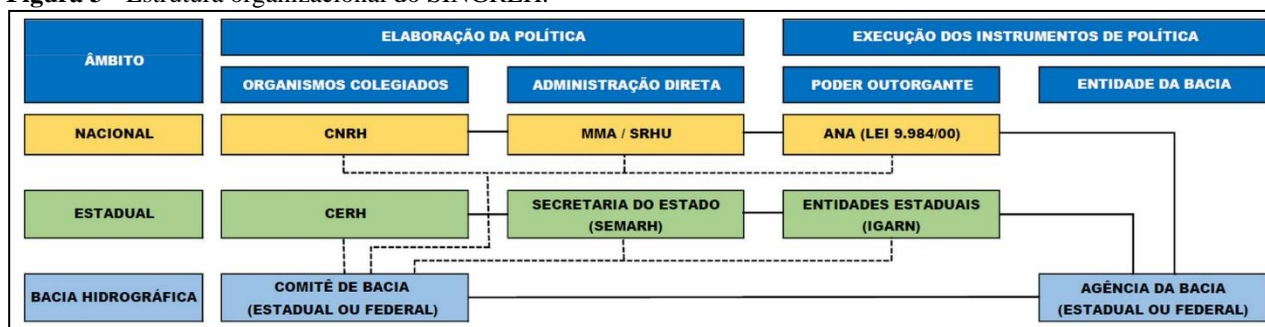 Figura 3 - Estrutura organizacional do SINGREH.
ÂMBITO
ELABORAÇÃO DA POLÍTICA
EXECUÇÃO DOS INSTRUMENTOS DE POLÍTICA
ORGANISMOS COLEGIADOS
ADMINISTRAÇÃO DIRETA
PODER OUTORGANTE
ENTIDADE DA BACIA
NACIONAL
CNRH
MMA / SRHU
ANA (LEI 9.984/00)
ESTADUAL
CERH
SECRETARIA DO ESTADO
(SEMARH)
ENTIDADES ESTADUAIS
(IGARN)
BACIA HIDROGRÁFICA
COMITÊ DE BACIA
(ESTADUAL OU FEDERAL)
AGÊNCIA DA BACIA
(ESTADUAL OU FEDERAL)